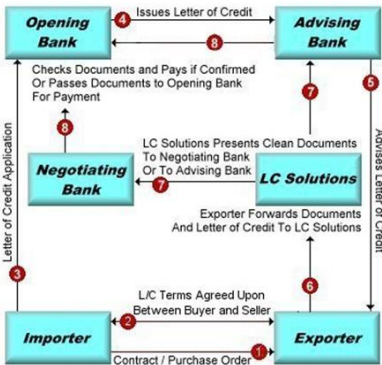 Opening
Bank
4
Issues Letter of Credit
8
Advising
Bank
Checks Documents and Pays if Confirmed
Or Passes Documents to Opening Bank
For Payment
5
7
8
LC Solutions Presents Clean Documents
To Negotiating Bank
Or To Advising Bank
Negotiating
Bank
7
LC Solutions
Letter of Credit Application
Advises Letter of Credit
Exporter Forwards Documents
And Letter of Credit To LC Solutions
3
6
L/C Terms Agreed Upon
2
Between Buyer and Seller
Importer
Exporter
1
Contract / Purchase Order